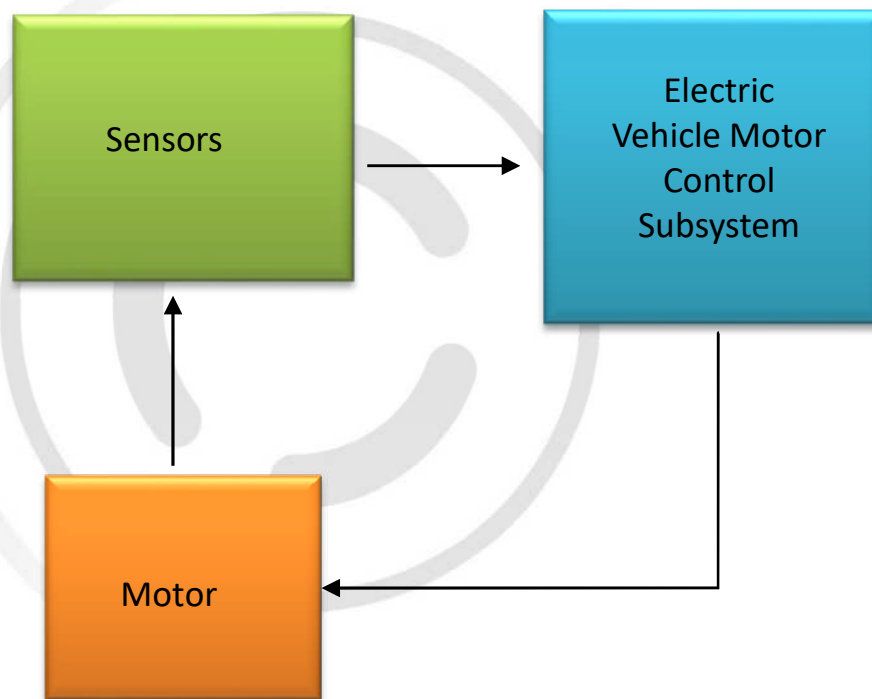 Sensors
Electric
Vehicle Motor
Control
Subsystem
Motor